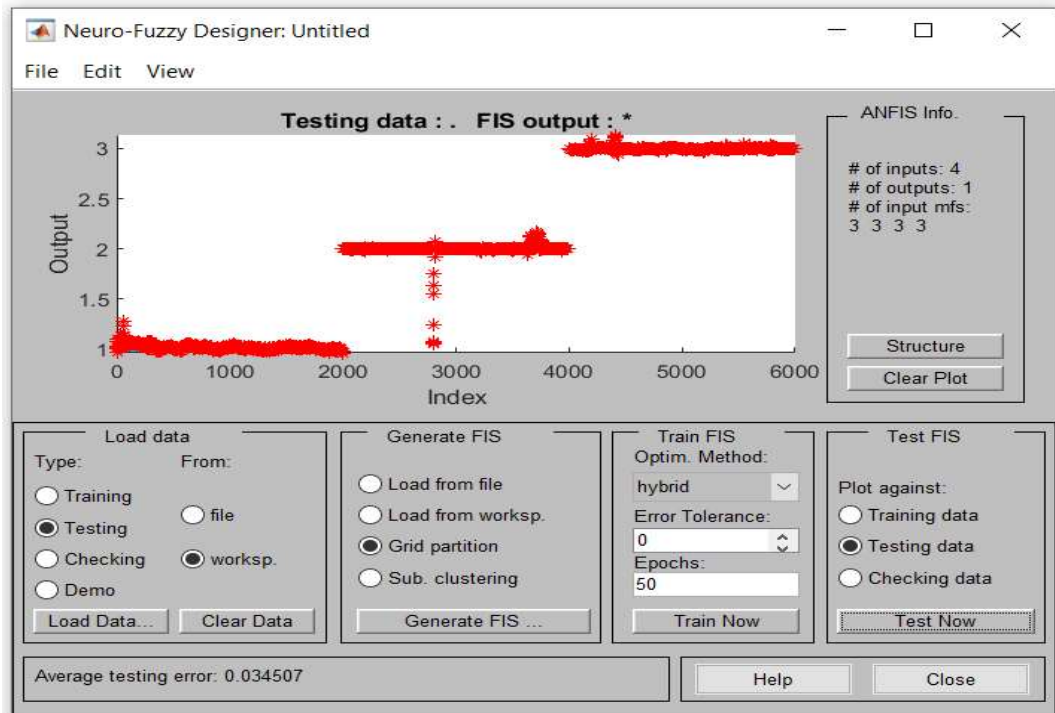 Neuro-Fuzzy Designer: Untitled
File Edit View
Testing data : . FIS output : *
3
2.5
2
1.5
1
Output
0 1000 2000 3000 4000 5000 6000
Index
ANFIS Info.
# of inputs: 4
# of outputs: 1
# of input mfs:
3 3 3 3
Structure
Clear Plot
Load data
Type: From:
Training
Testing
Checking
Demo
file
worksp.
Load Data... Clear Data
Generate FIS
Load from file
Load from worksp.
Grid partition
Sub. clustering
Generate FIS ...
Train FIS
Optim. Method:
hybrid
Error Tolerance:
0
Epochs:
50
Train Now
Test FIS
Plot against:
Training data
Testing data
Checking data
Test Now
Average testing error: 0.034507
Help Close